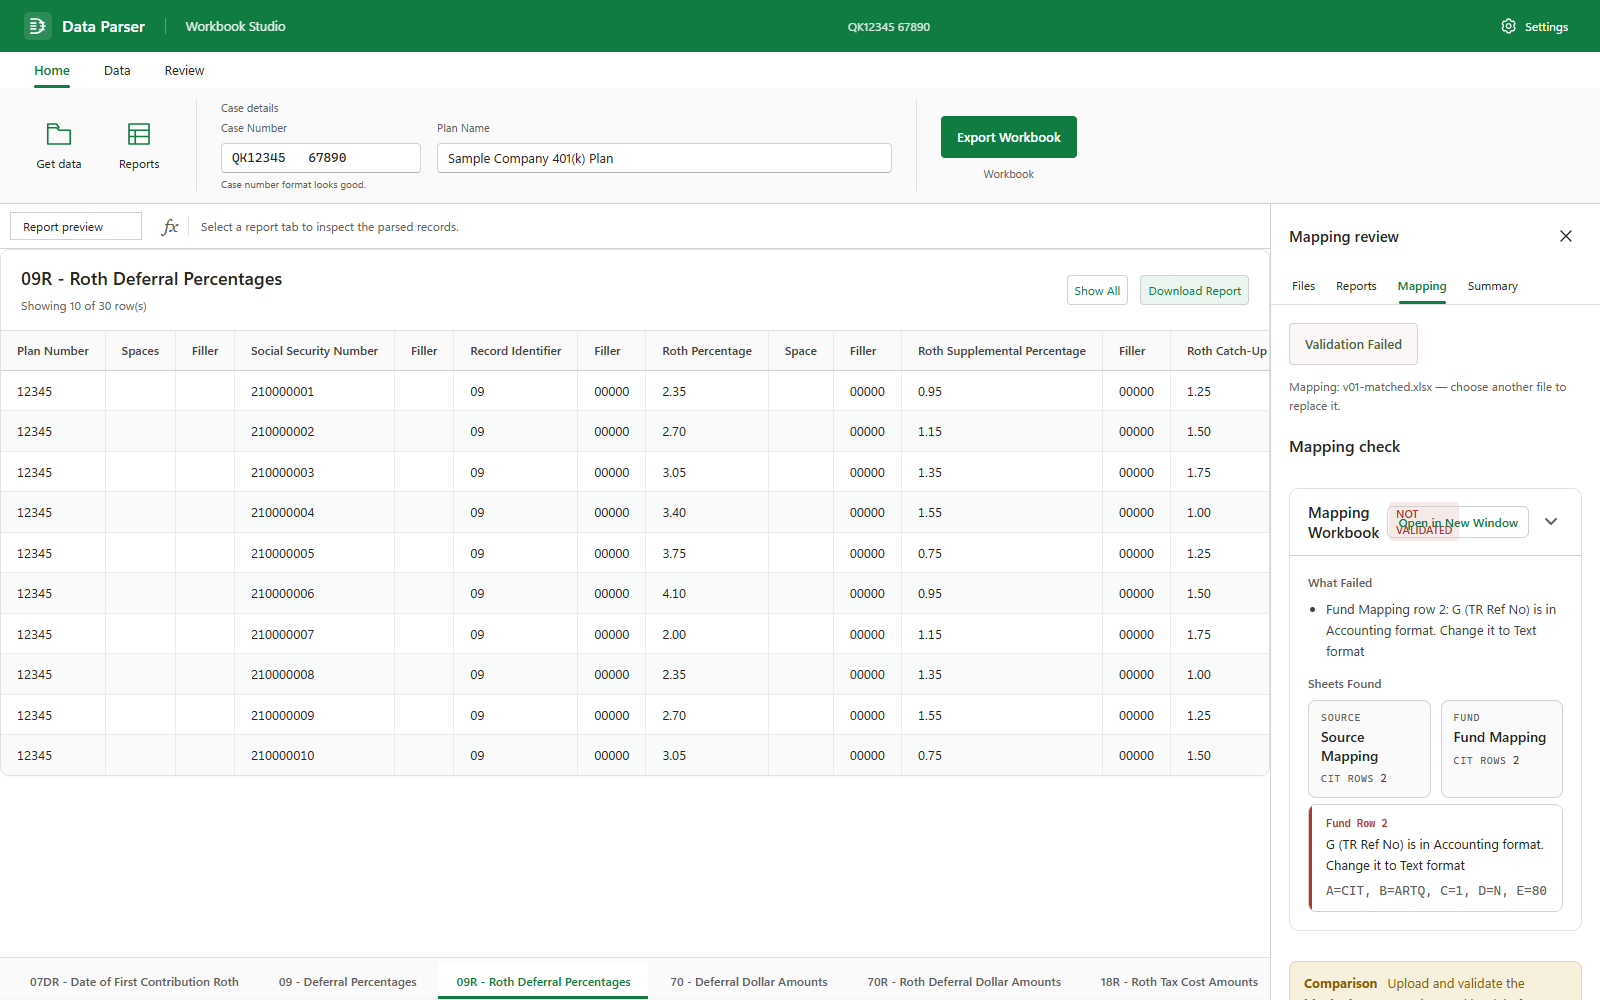 Data Parser
Workbook Studio
QK12345 67890
Settings
Home
Data
Review
Get data
Reports
Case details
Case Number
QK12345   67890
Case number format looks good.
Plan Name
Sample Company 401(k) Plan
Export Workbook
Workbook
Report preview
fx
Select a report tab to inspect the parsed records.
09R - Roth Deferral Percentages
Showing 10 of 30 row(s)
Show All
Download Report
Plan Number Spaces Filler Social Security Number Filler Record Identifier Filler Roth Percentage Space Filler Roth Supplemental Percentage Filler Roth Catch-Up
12345 210000001 09 00000 2.35 00000 0.95 00000 1.25
12345 210000002 09 00000 2.70 00000 1.15 00000 1.50
12345 210000003 09 00000 3.05 00000 1.35 00000 1.75
12345 210000004 09 00000 3.40 00000 1.55 00000 1.00
12345 210000005 09 00000 3.75 00000 0.75 00000 1.25
12345 210000006 09 00000 4.10 00000 0.95 00000 1.50
12345 210000007 09 00000 2.00 00000 1.15 00000 1.75
12345 210000008 09 00000 2.35 00000 1.35 00000 1.00
12345 210000009 09 00000 2.70 00000 1.55 00000 1.25
12345 210000010 09 00000 3.05 00000 0.75 00000 1.50
07DR - Date of First Contribution Roth
09 - Deferral Percentages
09R - Roth Deferral Percentages
70 - Deferral Dollar Amounts
70R - Roth Deferral Dollar Amounts
18R - Roth Tax Cost Amounts
Mapping review
Files
Reports
Mapping
Summary
Validation Failed
Mapping: v01-matched.xlsx — choose another file to
replace it.
Mapping check
Mapping
Workbook
NOT
VALIDATED
Open in New Window
What Failed
Fund Mapping row 2: G (TR Ref No) is in
Accounting format. Change it to Text
format
Sheets Found
SOURCE
Source
Mapping
CIT ROWS 2
FUND
Fund Mapping
CIT ROWS 2
Fund Row 2
G (TR Ref No) is in Accounting format.
Change it to Text format
A=CIT, B=ARTQ, C=1, D=N, E=80
Comparison Upload and validate the